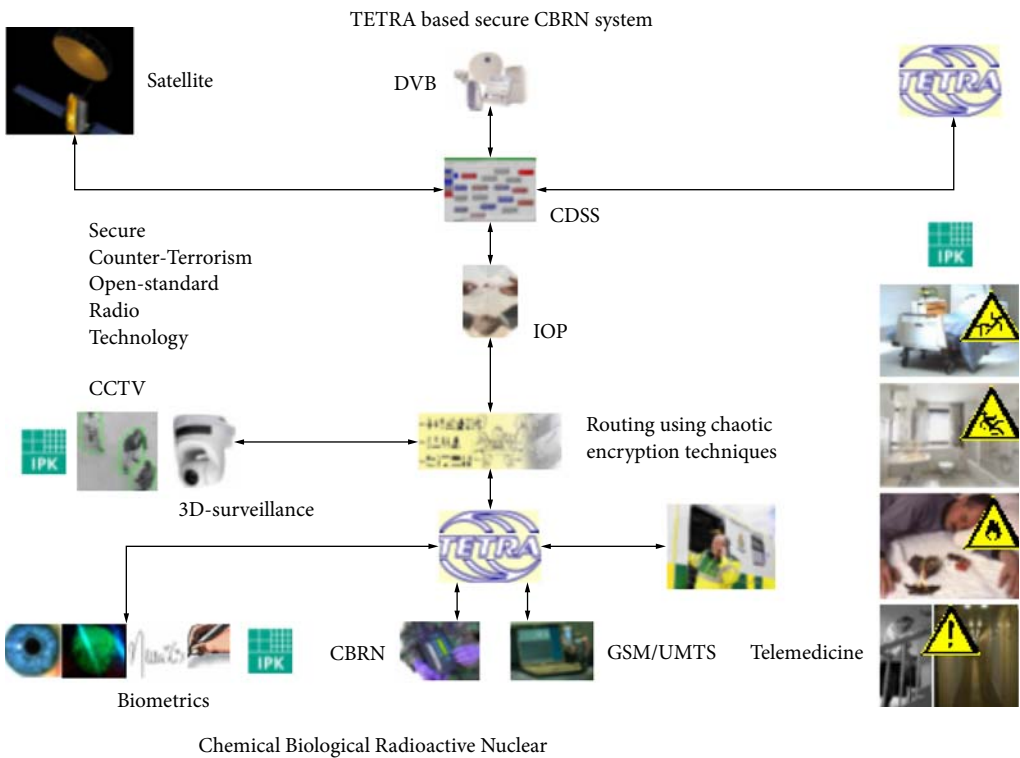 TETRA based secure CBRN system
Satellite
DVB
TETRA
CDSS
Secure
Counter-Terrorism
Open-standard
Radio
Technology
IPK
IOP
CCTV
IPK
Routing using chaotic
encryption techniques
3D-surveillance
TETRA
IPK
CBRN
GSM/UMTS
Telemedicine
Biometrics
Chemical Biological Radioactive Nuclear